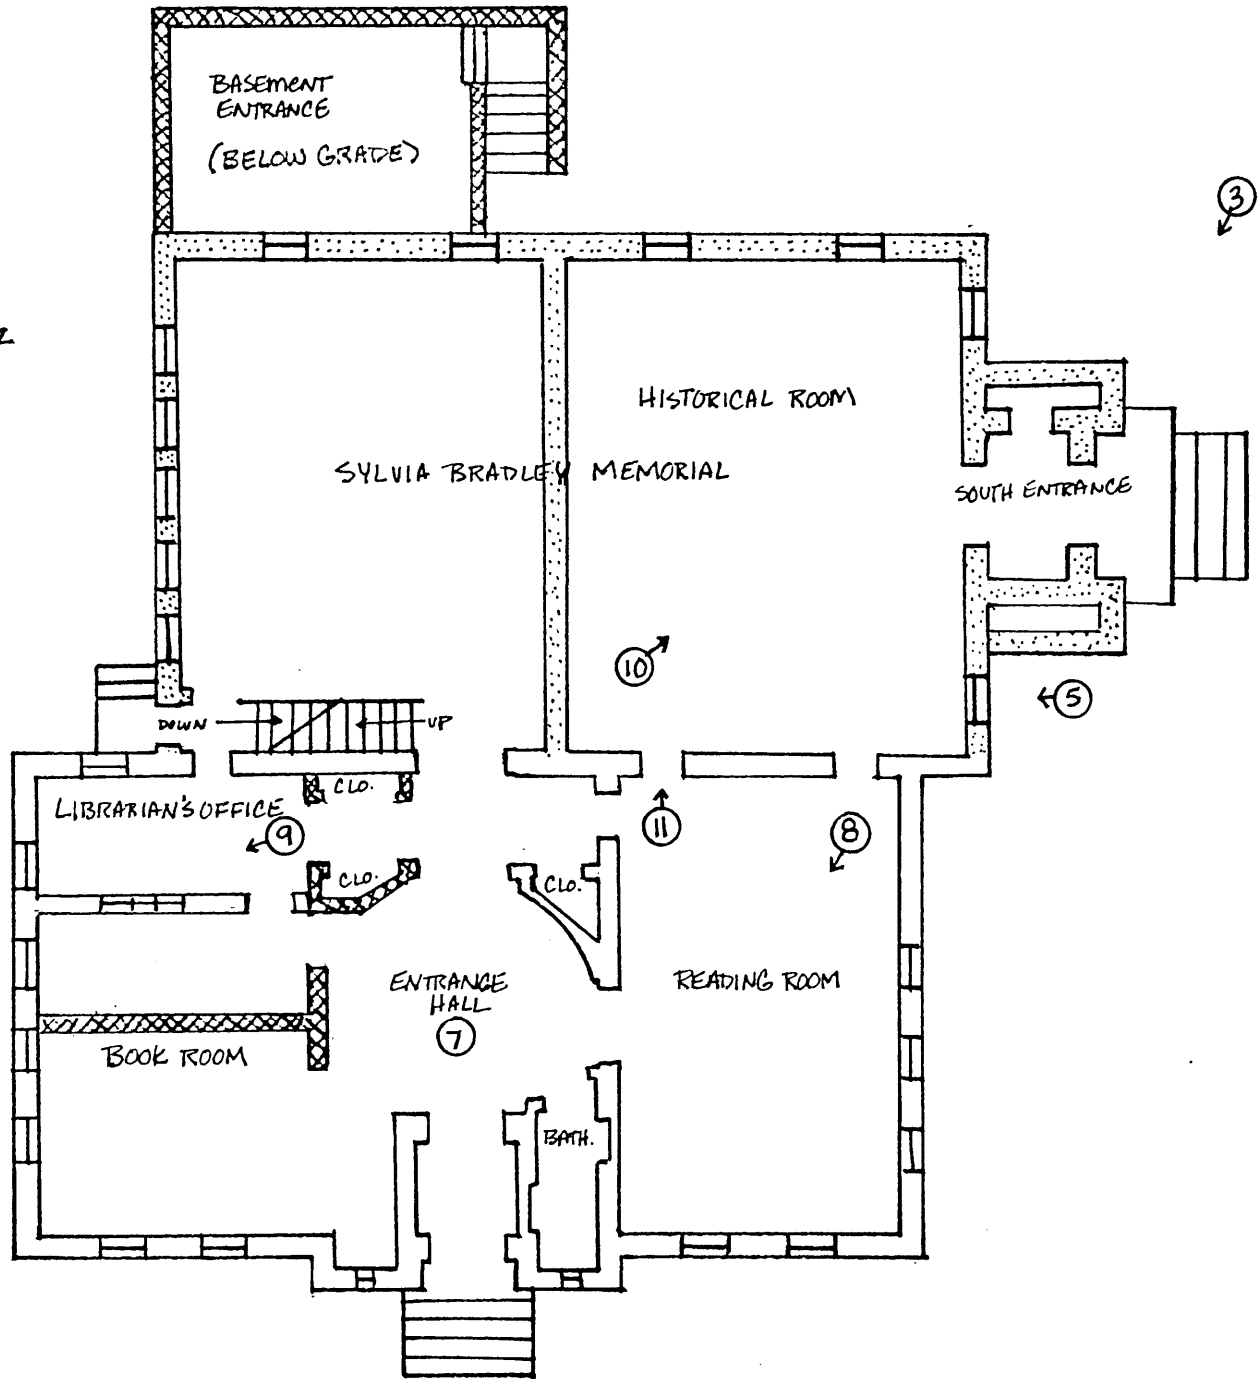 BASEMENT
ENTRANCE
(BELOW GRADE)
3
HISTORICAL ROOM
SYLVIA BRADLEY MEMORIAL
SOUTH ENTRANCE
10
5
DOWN
UP
CLO.
LIBRARIAN'S OFFICE
9
11
8
CLO.
CLO.
ENTRANCE
HALL
READING ROOM
7
BOOK ROOM
BATH.